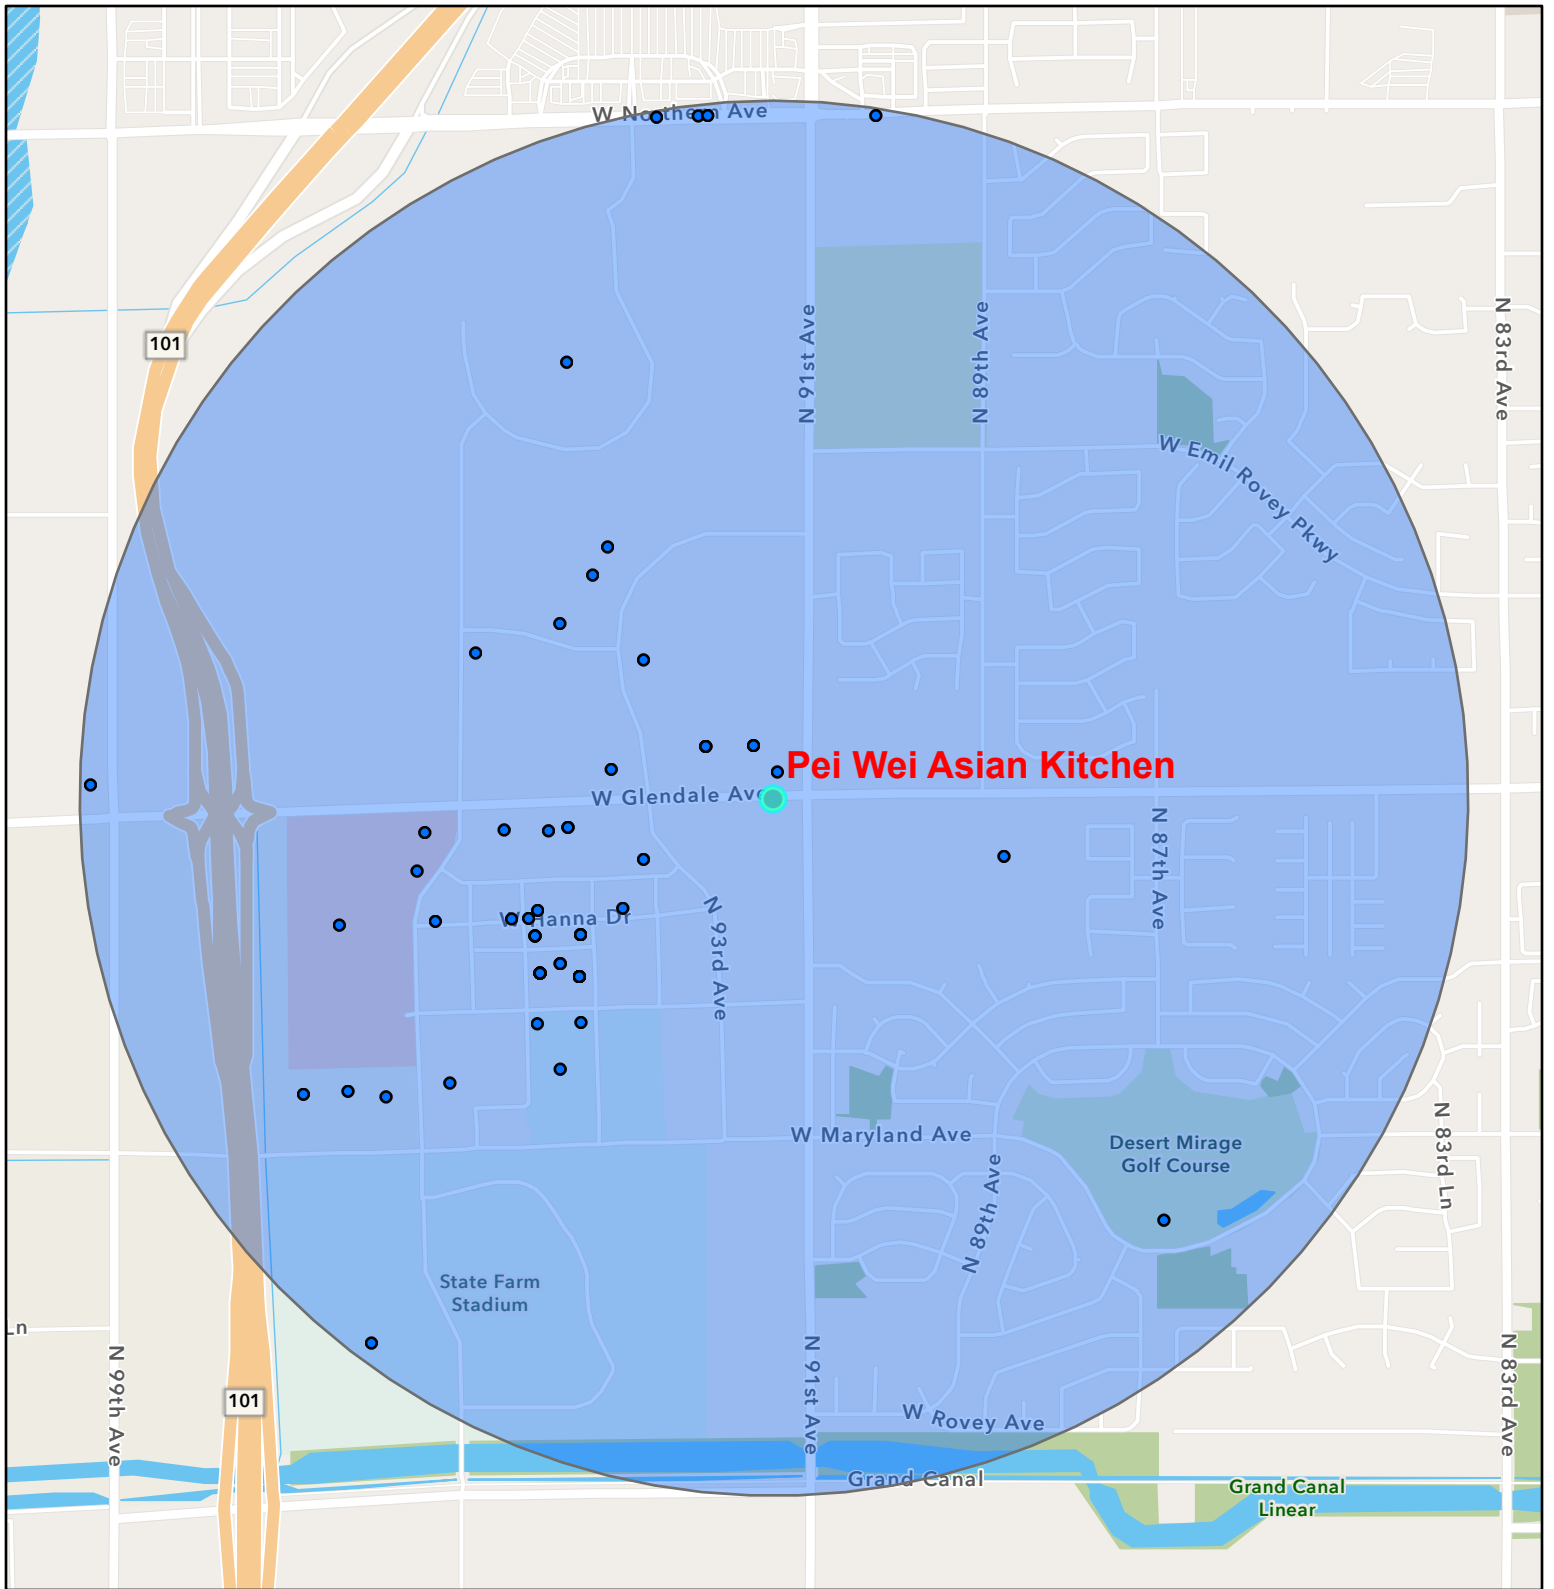 W Northern Ave
101
N 91st Ave
N 89th Ave
N 83rd Ave
W Emil Rovey Pkwy
Pei Wei Asian Kitchen
W Glendale Ave
N 87th Ave
W Hanna Dr
N 93rd Ave
W Maryland Ave
Desert Mirage
Golf Course
N 83rd Ln
N 89th Ave
State Farm
Stadium
Ln
N 99th Ave
101
N 91st Ave
N 83rd Ave
W Rovey Ave
Grand Canal
Grand Canal
Linear